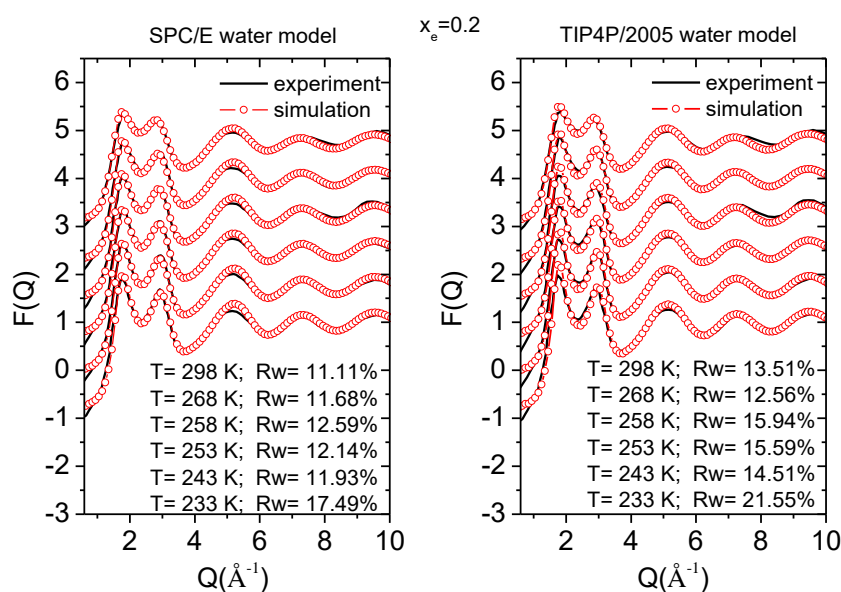 SPC/E water model
xₑ=0.2
TIP4P/2005 water model
experiment
simulation
6
5
4
3
2
1
0
-1
-2
-3
F(Q)
T= 298 K; Rw= 11.11%
T= 268 K; Rw= 11.68%
T= 258 K; Rw= 12.59%
T= 253 K; Rw= 12.14%
T= 243 K; Rw= 11.93%
T= 233 K; Rw= 17.49%
2 4 6 8 10
Q(Å⁻¹)
experiment
simulation
6
5
4
3
2
1
0
-1
-2
-3
F(Q)
T= 298 K; Rw= 13.51%
T= 268 K; Rw= 12.56%
T= 258 K; Rw= 15.94%
T= 253 K; Rw= 15.59%
T= 243 K; Rw= 14.51%
T= 233 K; Rw= 21.55%
2 4 6 8 10
Q(Å⁻¹)